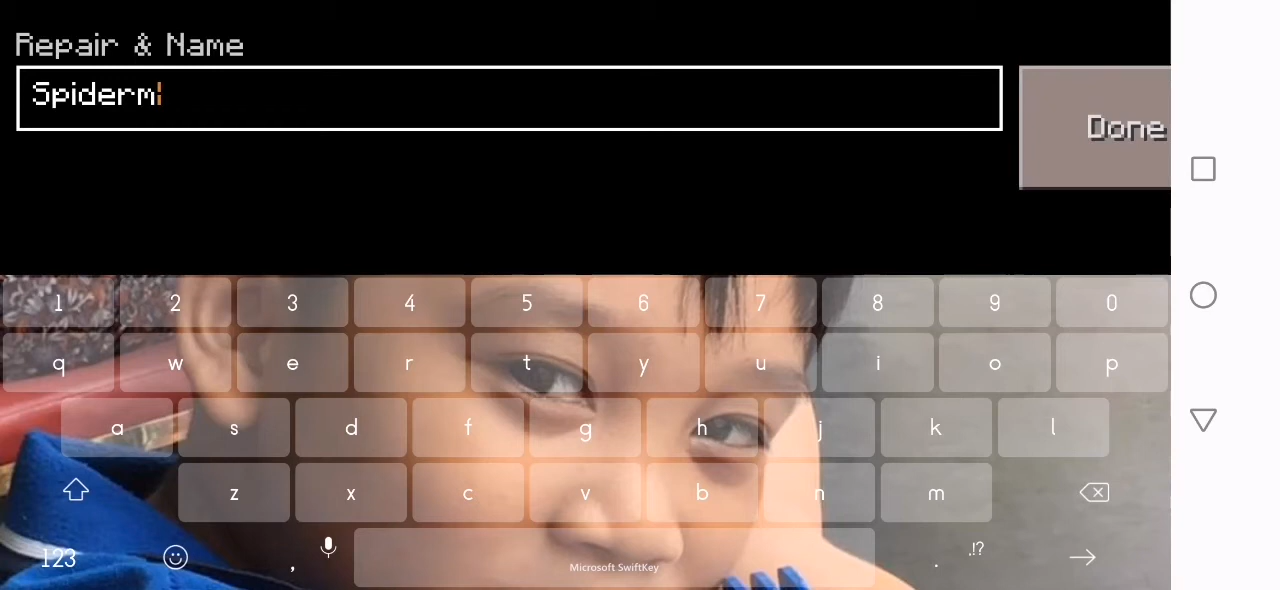 Repair & Name
Spiderm
Done
1 2 3 4 5 6 7 8 9 0
q w e r t y u i o p
a s d f g h j k l
z x c v b n m
123 , .!? .
Microsoft SwiftKey